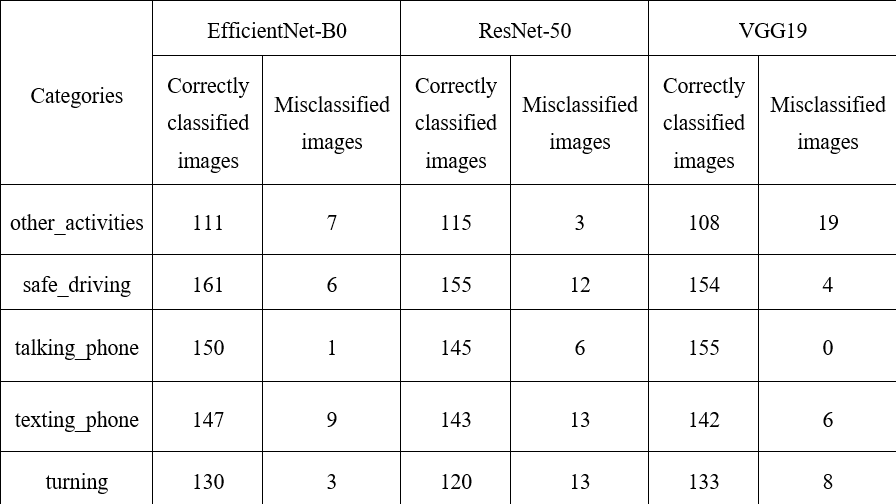 Categories EfficientNet-B0 ResNet-50 VGG19
Correctly classified images Misclassified images Correctly classified images Misclassified images Correctly classified images Misclassified images
other_activities 111 7 115 3 108 19
safe_driving 161 6 155 12 154 4
talking_phone 150 1 145 6 155 0
texting_phone 147 9 143 13 142 6
turning 130 3 120 13 133 8